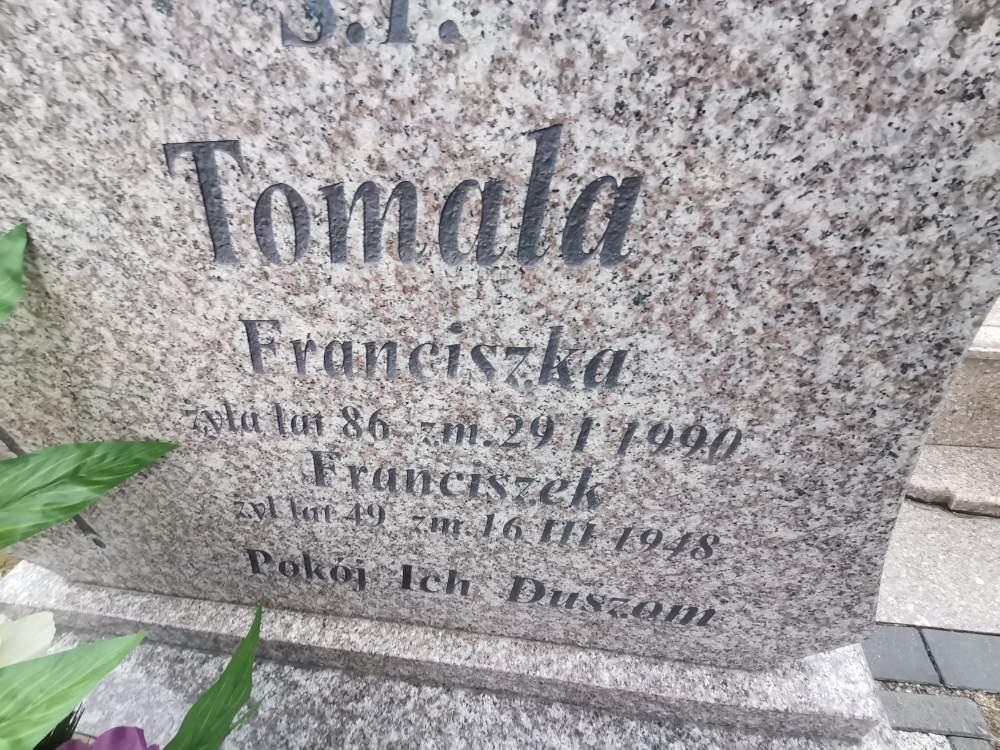 Ś.P.
Tomala
Franciszka
żyła lat 86 zm. 29 I 1990
Franciszek
żył lat 49 zm. 16 III 1948
Pokój Ich Duszom